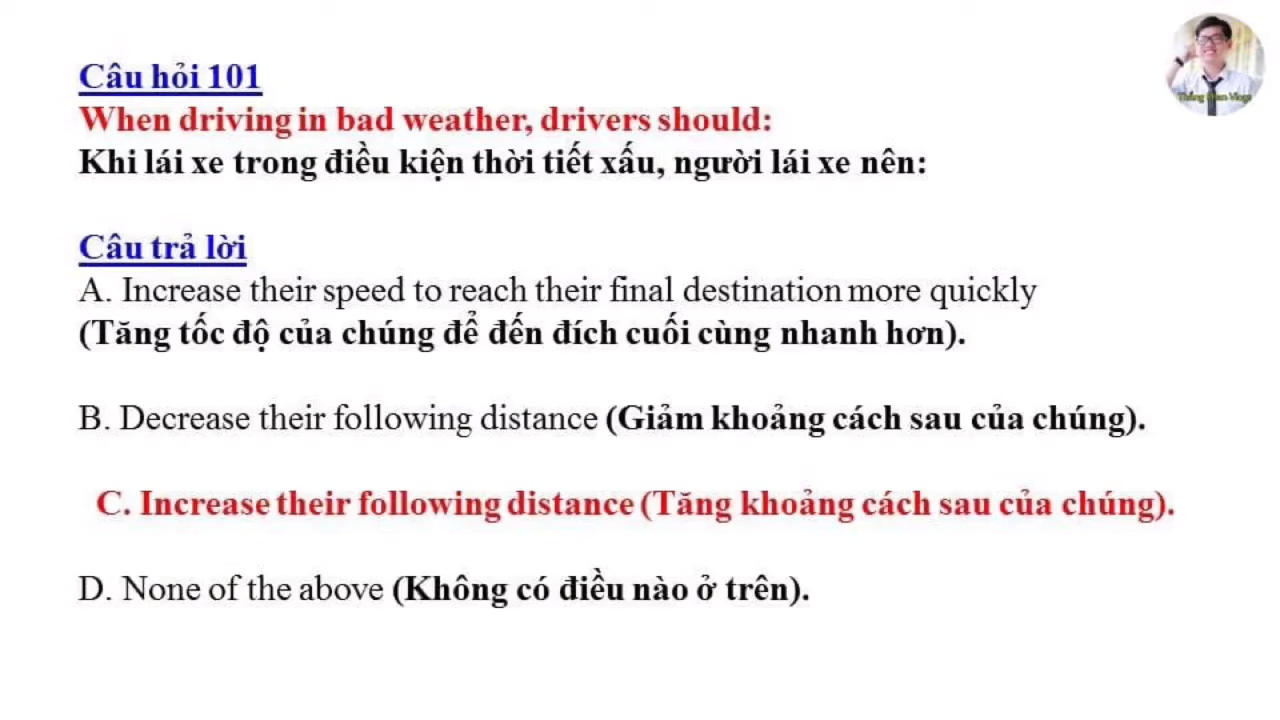 Câu hỏi 101
When driving in bad weather, drivers should:
Khi lái xe trong điều kiện thời tiết xấu, người lái xe nên:
Câu trả lời
A. Increase their speed to reach their final destination more quickly
(Tăng tốc độ của chúng để đến đích cuối cùng nhanh hơn).
B. Decrease their following distance (Giảm khoảng cách sau của chúng).
C. Increase their following distance (Tăng khoảng cách sau của chúng).
D. None of the above (Không có điều nào ở trên).